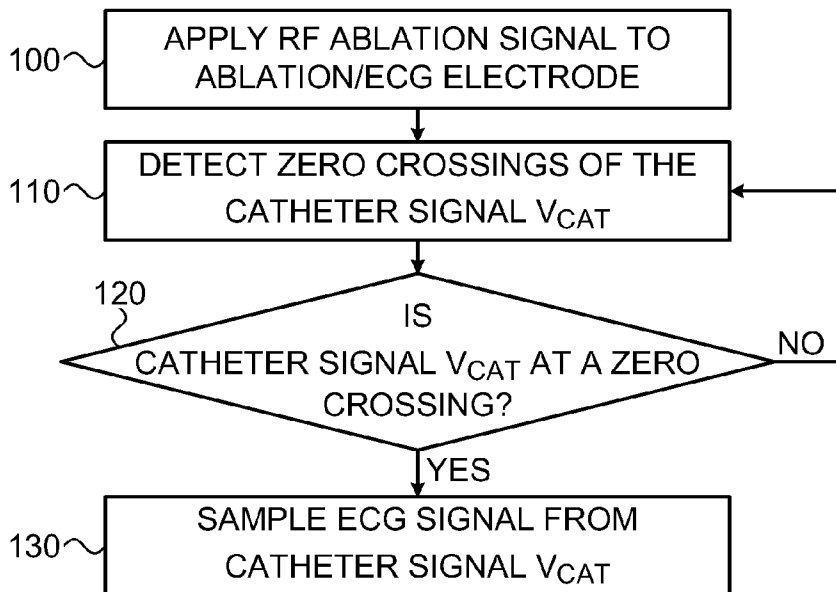 100
APPLY RF ABLATION SIGNAL TO
ABLATION/ECG ELECTRODE
110
DETECT ZERO CROSSINGS OF THE
CATHETER SIGNAL VCAT
120
IS
CATHETER SIGNAL VCAT AT A ZERO
CROSSING?
NO
YES
130
SAMPLE ECG SIGNAL FROM
CATHETER SIGNAL VCAT